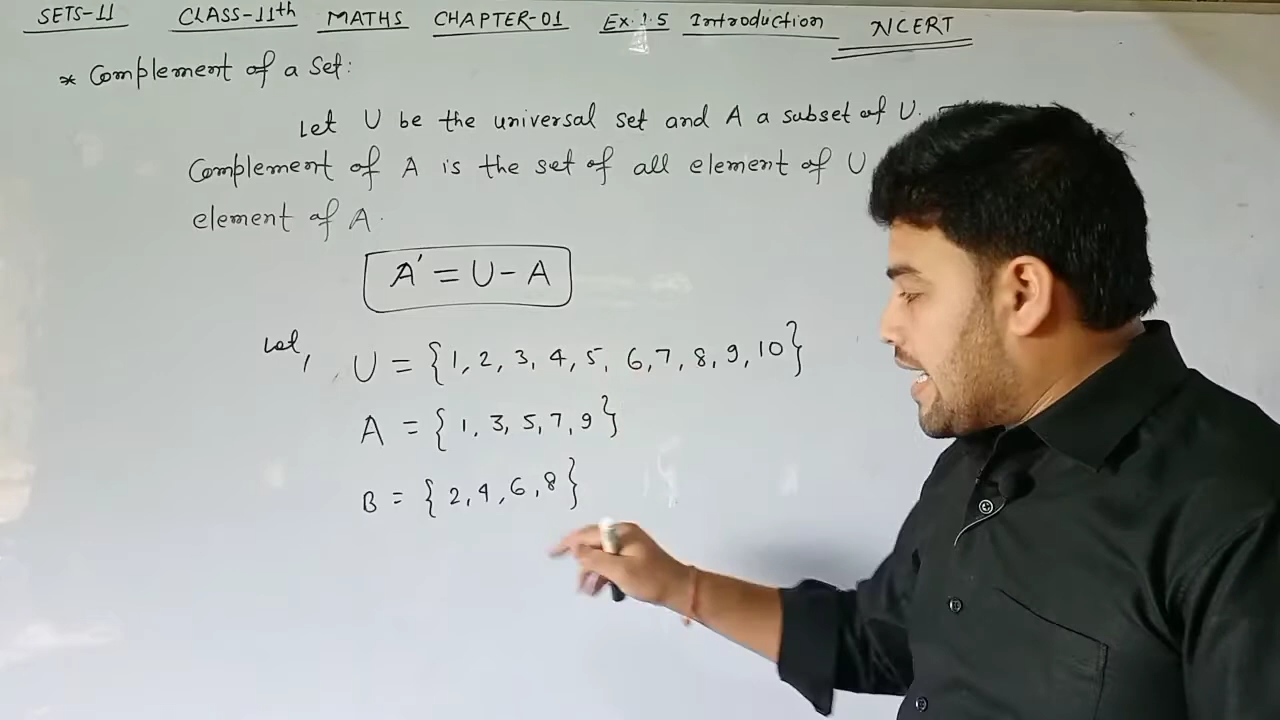 SETS-11 CLASS-11th MATHS CHAPTER-01 Ex. 1.5 Introduction NCERT
* Complement of a Set:
Let U be the universal set and A a subset of U.
Complement of A is the set of all element of U
element of A.
A' = U - A
Let, U = {1, 2, 3, 4, 5, 6, 7, 8, 9, 10}
A = {1, 3, 5, 7, 9}
B = {2, 4, 6, 8}